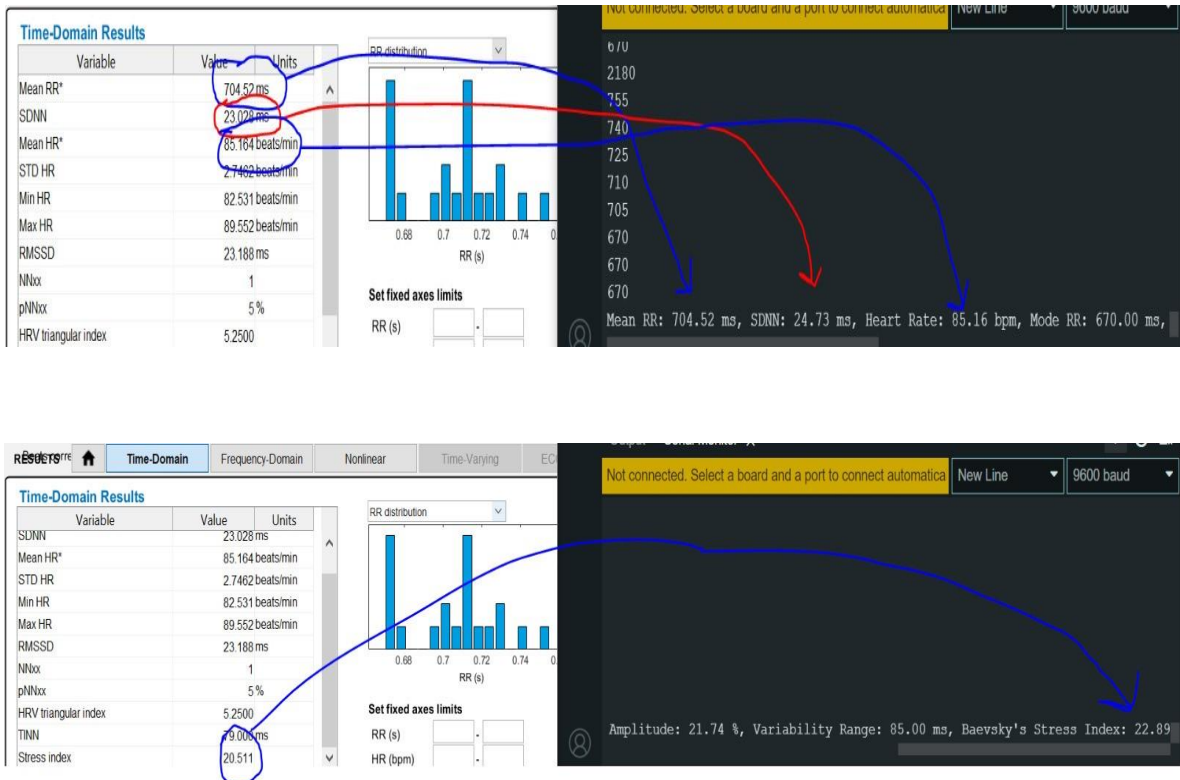 Not connected. Select a board and a port to connect automatica New Line 9600 baud
Time-Domain Results
Variable Value Units
Mean RR* 704.52 ms
SDNN 23.028 ms
Mean HR* 85.164 beats/min
STD HR 2.7462 beats/min
Min HR 82.531 beats/min
Max HR 89.552 beats/min
RMSSD 23.188 ms
NNxx 1
pNNxx 5 %
HRV triangular index 5.2500
RR distribution
0.68 0.7 0.72 0.74 0.
RR (s)
Set fixed axes limits
RR (s) -
670
2180
755
740
725
710
705
670
670
670
Mean RR: 704.52 ms, SDNN: 24.73 ms, Heart Rate: 85.16 bpm, Mode RR: 670.00 ms,
RESULTS Time-Domain Frequency-Domain Nonlinear Time-Varying EC
Not connected. Select a board and a port to connect automatica New Line 9600 baud
Time-Domain Results
Variable Value Units
SDNN 23.028 ms
Mean HR* 85.164 beats/min
STD HR 2.7462 beats/min
Min HR 82.531 beats/min
Max HR 89.552 beats/min
RMSSD 23.188 ms
NNxx 1
pNNxx 5 %
HRV triangular index 5.2500
TINN 79.000 ms
Stress index 20.511
RR distribution
0.68 0.7 0.72 0.74 0.
RR (s)
Set fixed axes limits
RR (s) -
HR (bpm) -
Amplitude: 21.74 %, Variability Range: 85.00 ms, Baevsky's Stress Index: 22.89